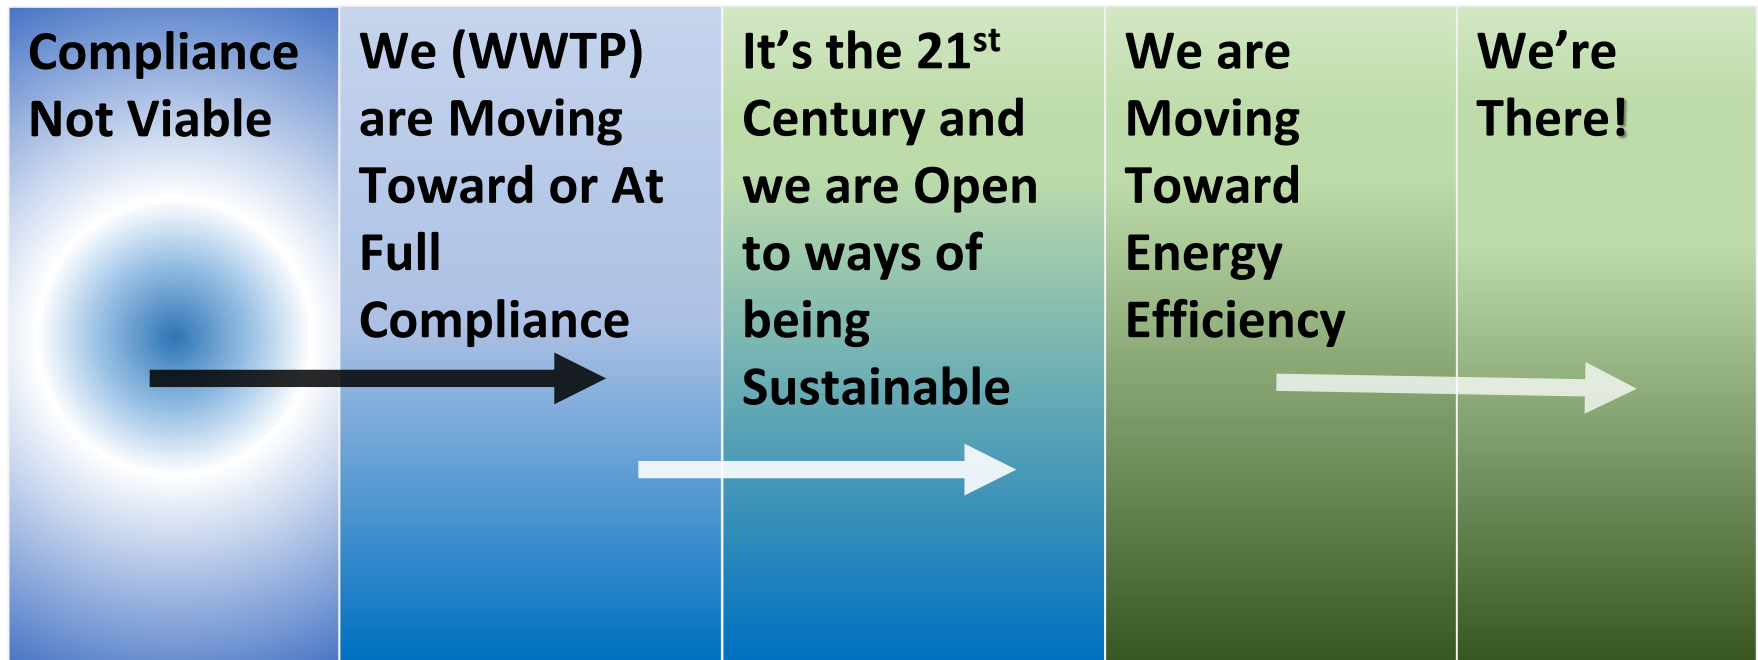 Compliance
Not Viable
We (WWTP)
are Moving
Toward or At
Full
Compliance
It’s the 21st
Century and
we are Open
to ways of
being
Sustainable
We are
Moving
Toward
Energy
Efficiency
We’re
There!